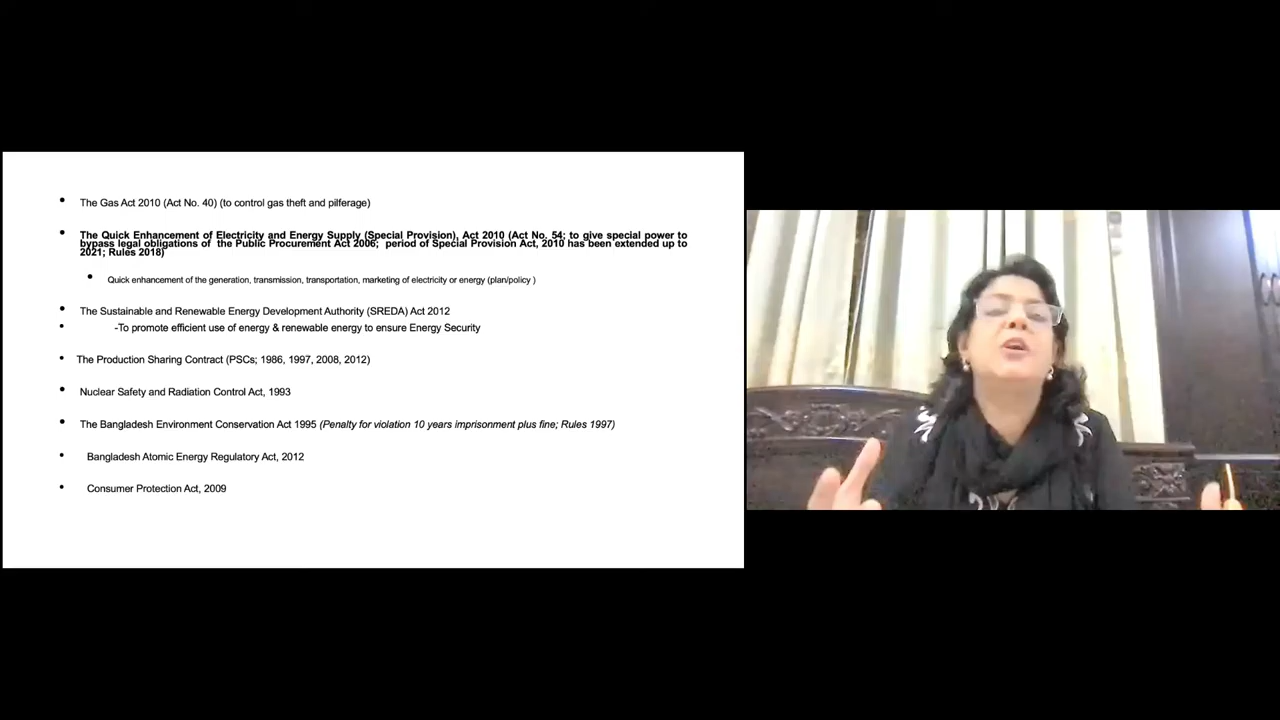 • The Gas Act 2010 (Act No. 40) (to control gas theft and pilferage)
• The Quick Enhancement of Electricity and Energy Supply (Special Provision), Act 2010 (Act No. 54; to give special power to
bypass legal obligations of the Public Procurement Act 2006; period of Special Provision Act, 2010 has been extended up to
2021; Rules 2018)
• Quick enhancement of the generation, transmission, transportation, marketing of electricity or energy (plan/policy )
• The Sustainable and Renewable Energy Development Authority (SREDA) Act 2012
• -To promote efficient use of energy & renewable energy to ensure Energy Security
• The Production Sharing Contract (PSCs; 1986, 1997, 2008, 2012)
• Nuclear Safety and Radiation Control Act, 1993
• The Bangladesh Environment Conservation Act 1995 (Penalty for violation 10 years imprisonment plus fine; Rules 1997)
• Bangladesh Atomic Energy Regulatory Act, 2012
• Consumer Protection Act, 2009